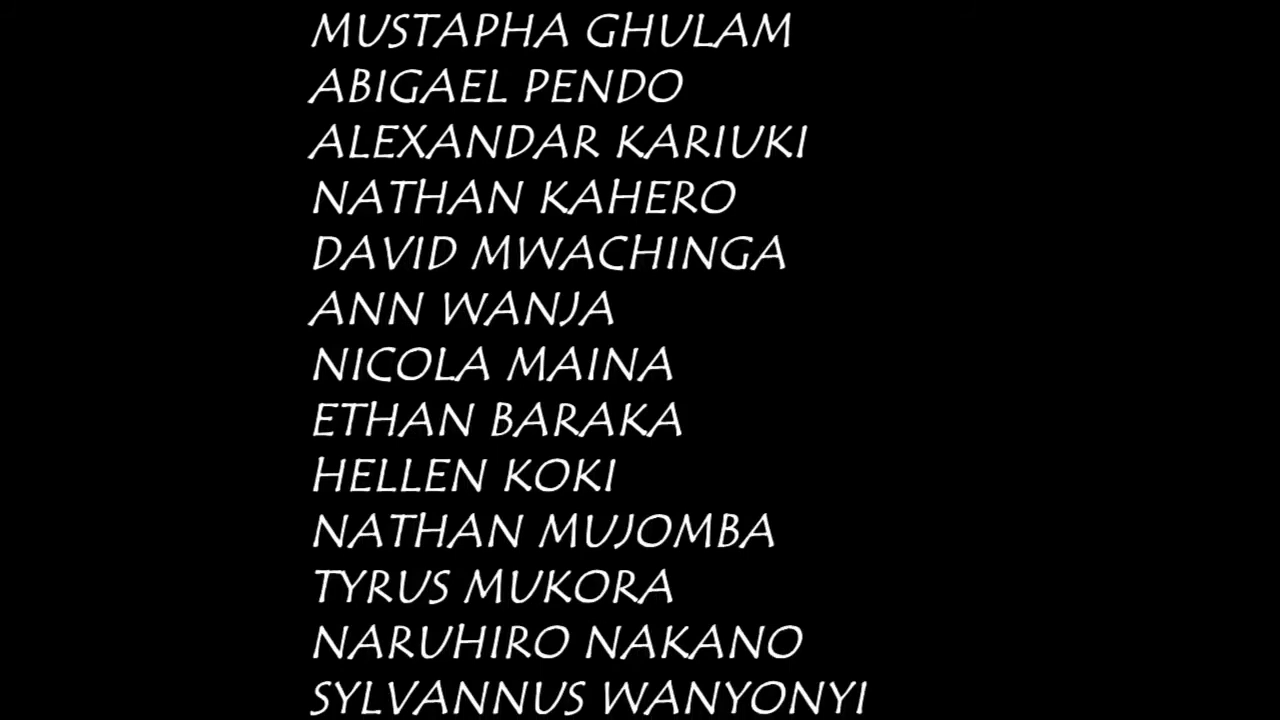 MUSTAPHA GHULAM
ABIGAEL PENDO
ALEXANDAR KARIUKI
NATHAN KAHERO
DAVID MWACHINGA
ANN WANJA
NICOLA MAINA
ETHAN BARAKA
HELLEN KOKI
NATHAN MUJOMBA
TYRUS MUKORA
NARUHIRO NAKANO
SYLVANNUS WANYONYI